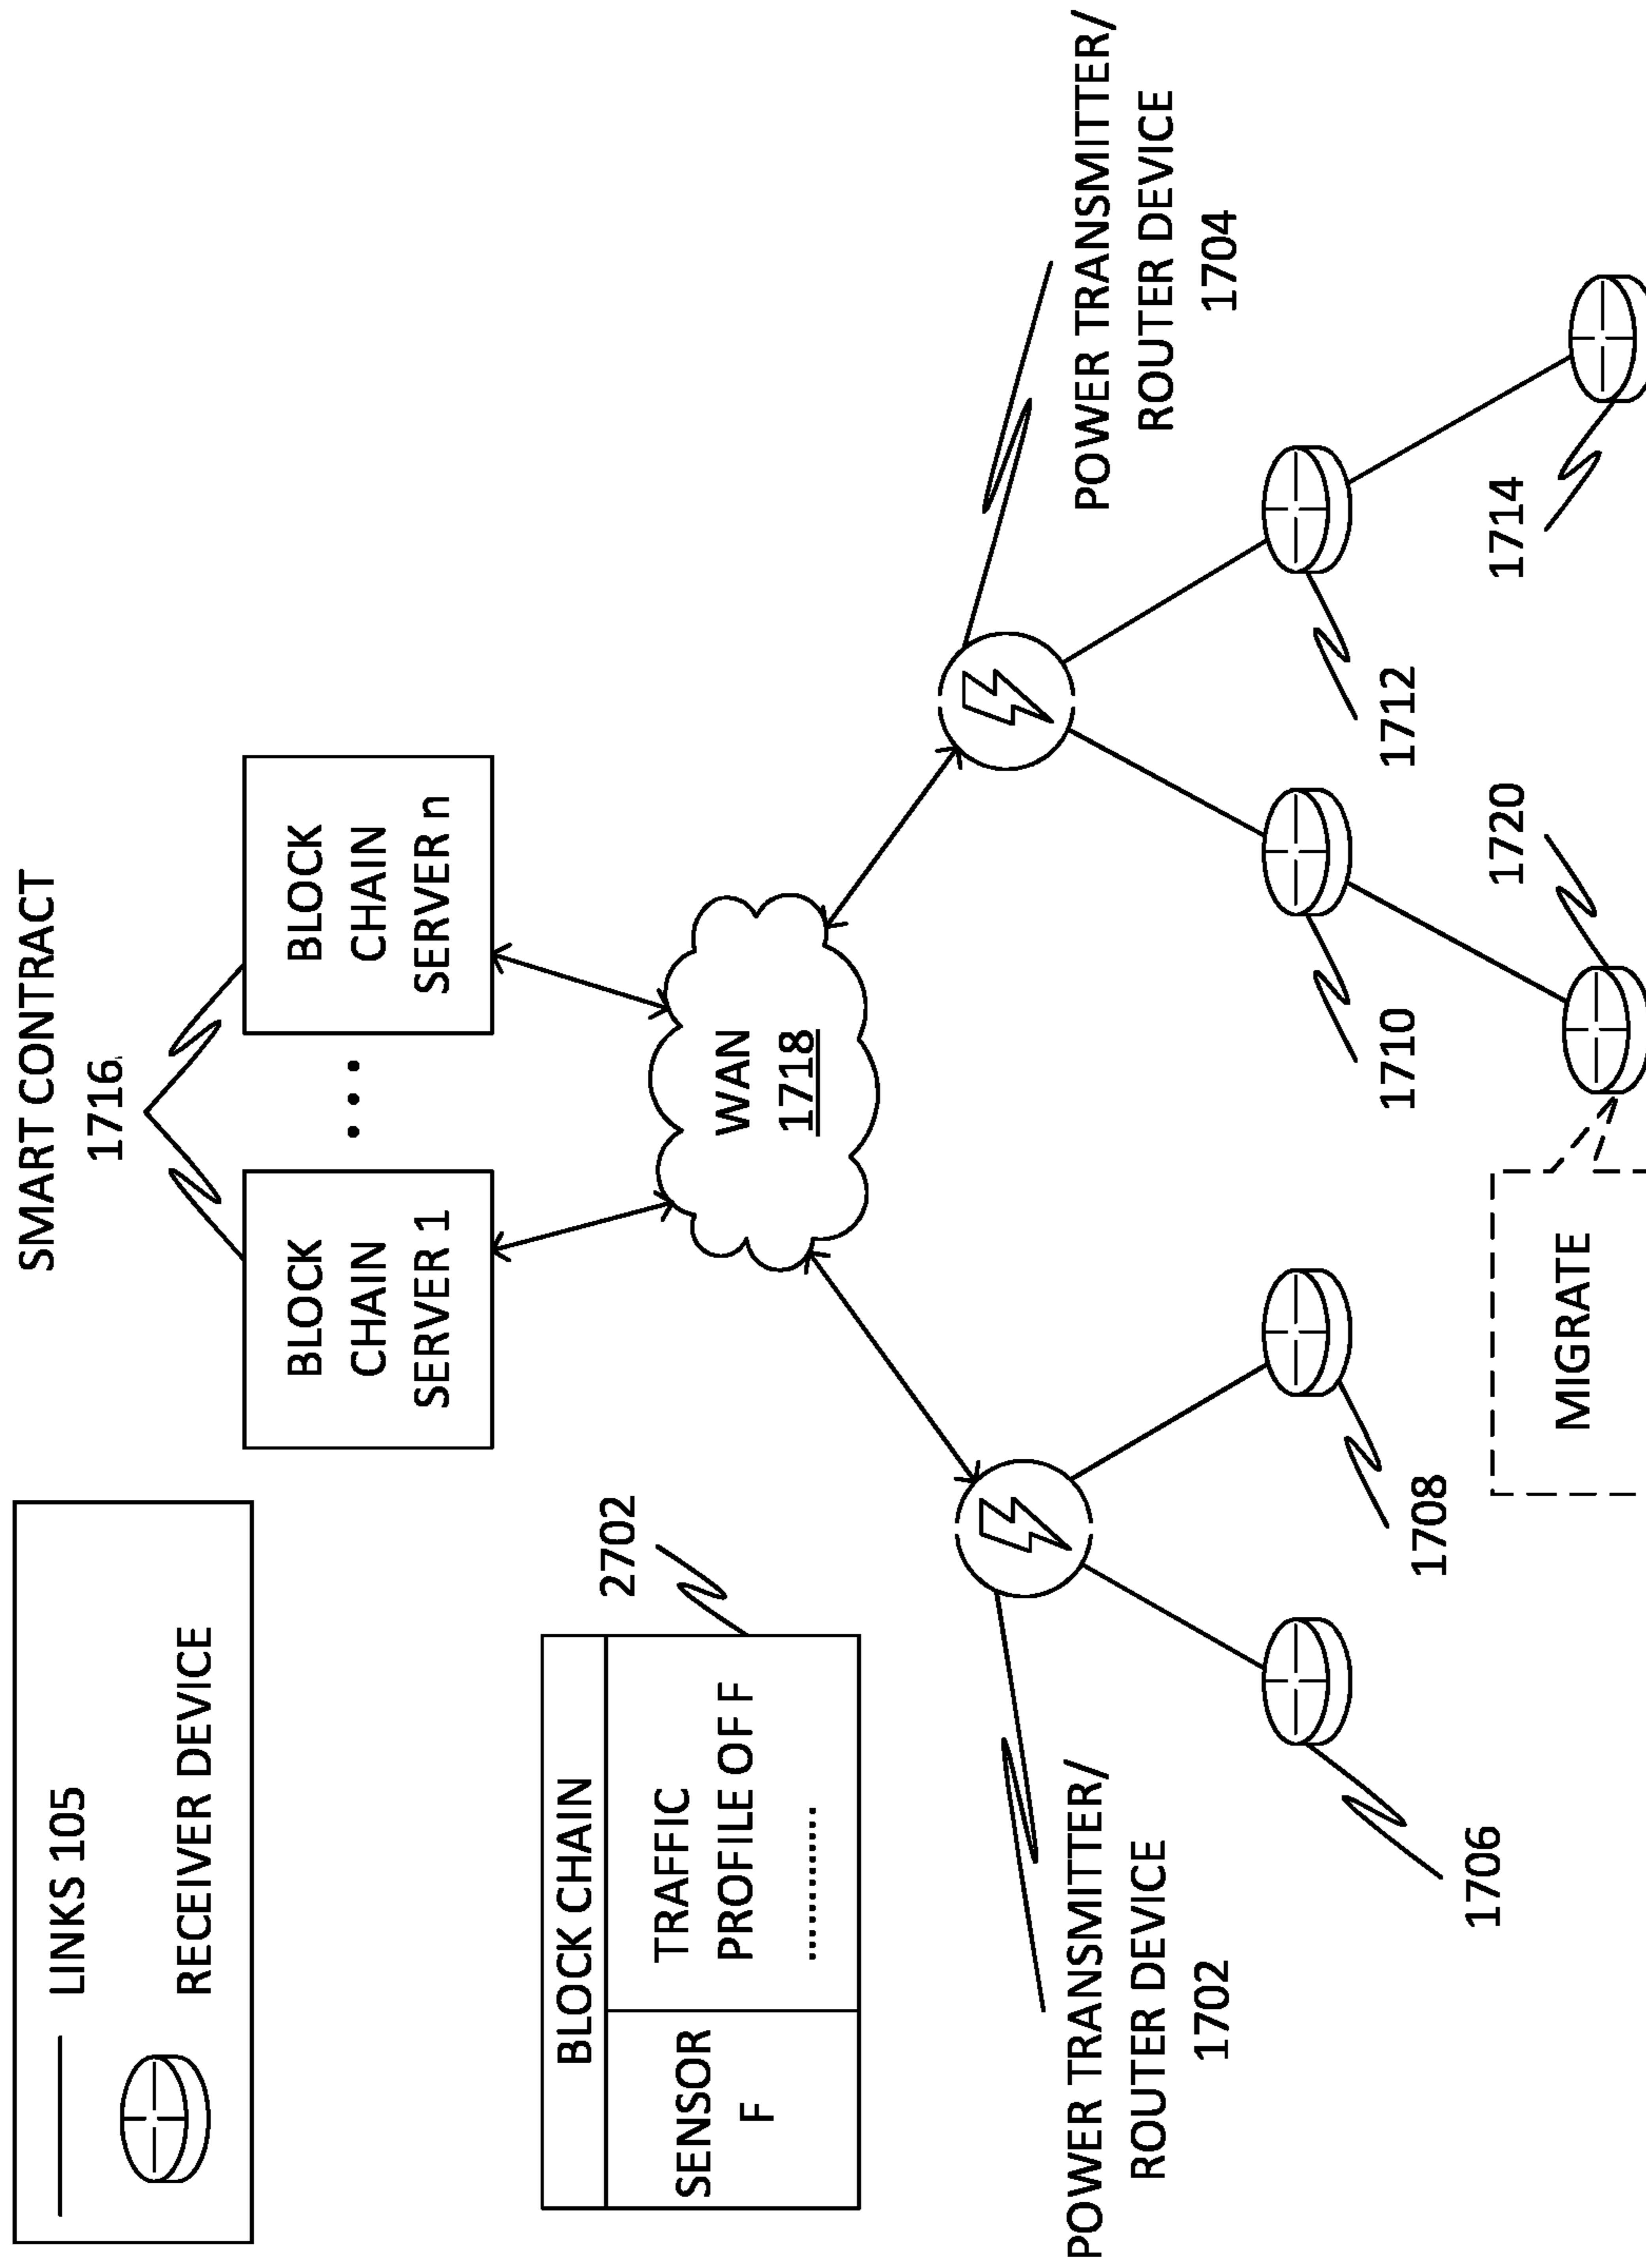 LINKS 105
RECEIVER DEVICE
SMART CONTRACT
1716
BLOCK
CHAIN
SERVER 1
...
BLOCK
CHAIN
SERVER n
BLOCK CHAIN
SENSOR
F
TRAFFIC
PROFILE OF F
..........
2702
WAN
1718
POWER TRANSMITTER/
ROUTER DEVICE
1702
POWER TRANSMITTER/
ROUTER DEVICE
1704
1706
1708
1710
1712
MIGRATE
1720
1714